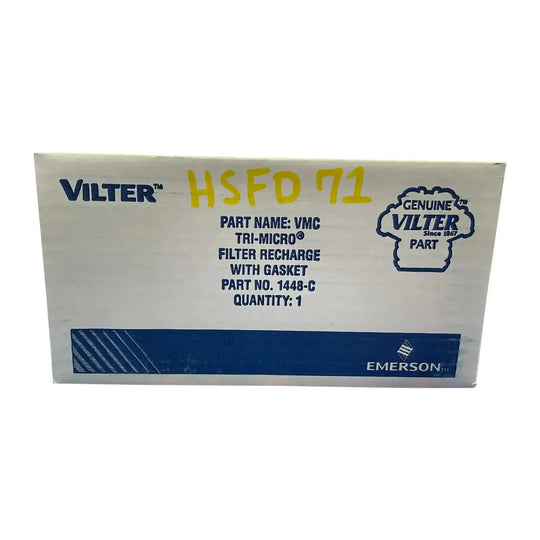 VILTER™
HSFD 71
PART NAME: VMC
TRI-MICRO®
FILTER RECHARGE
WITH GASKET
PART NO. 1448-C
QUANTITY: 1
GENUINE™
VILTER
Since 1867
PART
EMERSON™